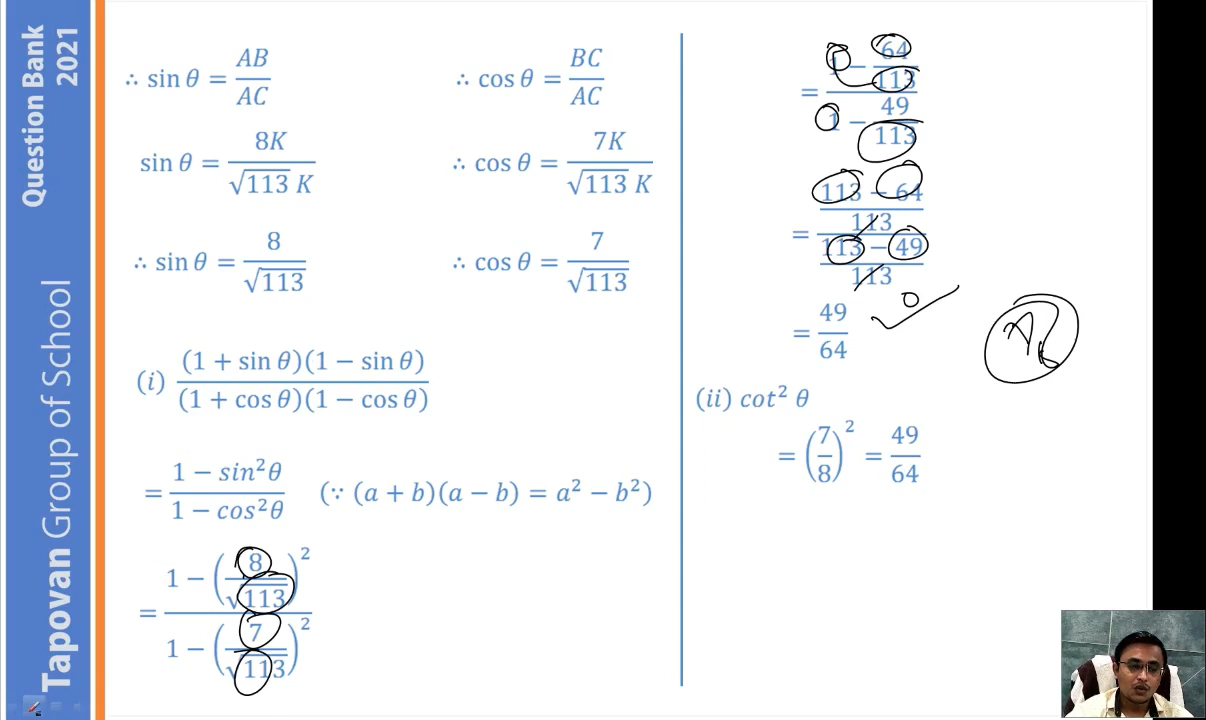 Question Bank
2021
Tapovan Group of School
∴ sin θ = AB/AC
∴ cos θ = BC/AC
sin θ = 8K/√113 K
∴ cos θ = 7K/√113 K
∴ sin θ = 8/√113
∴ cos θ = 7/√113
(i) (1 + sin θ)(1 − sin θ)/(1 + cos θ)(1 − cos θ)
= 1 − sin²θ/1 − cos²θ (∵ (a + b)(a − b) = a² − b²)
= 1 − (8/√113)²/1 − (7/√113)²
= 1 − 64/113/1 − 49/113
= 113 − 64/113/113 − 49/113
= 49/64
(ii) cot² θ
= (7/8)² = 49/64